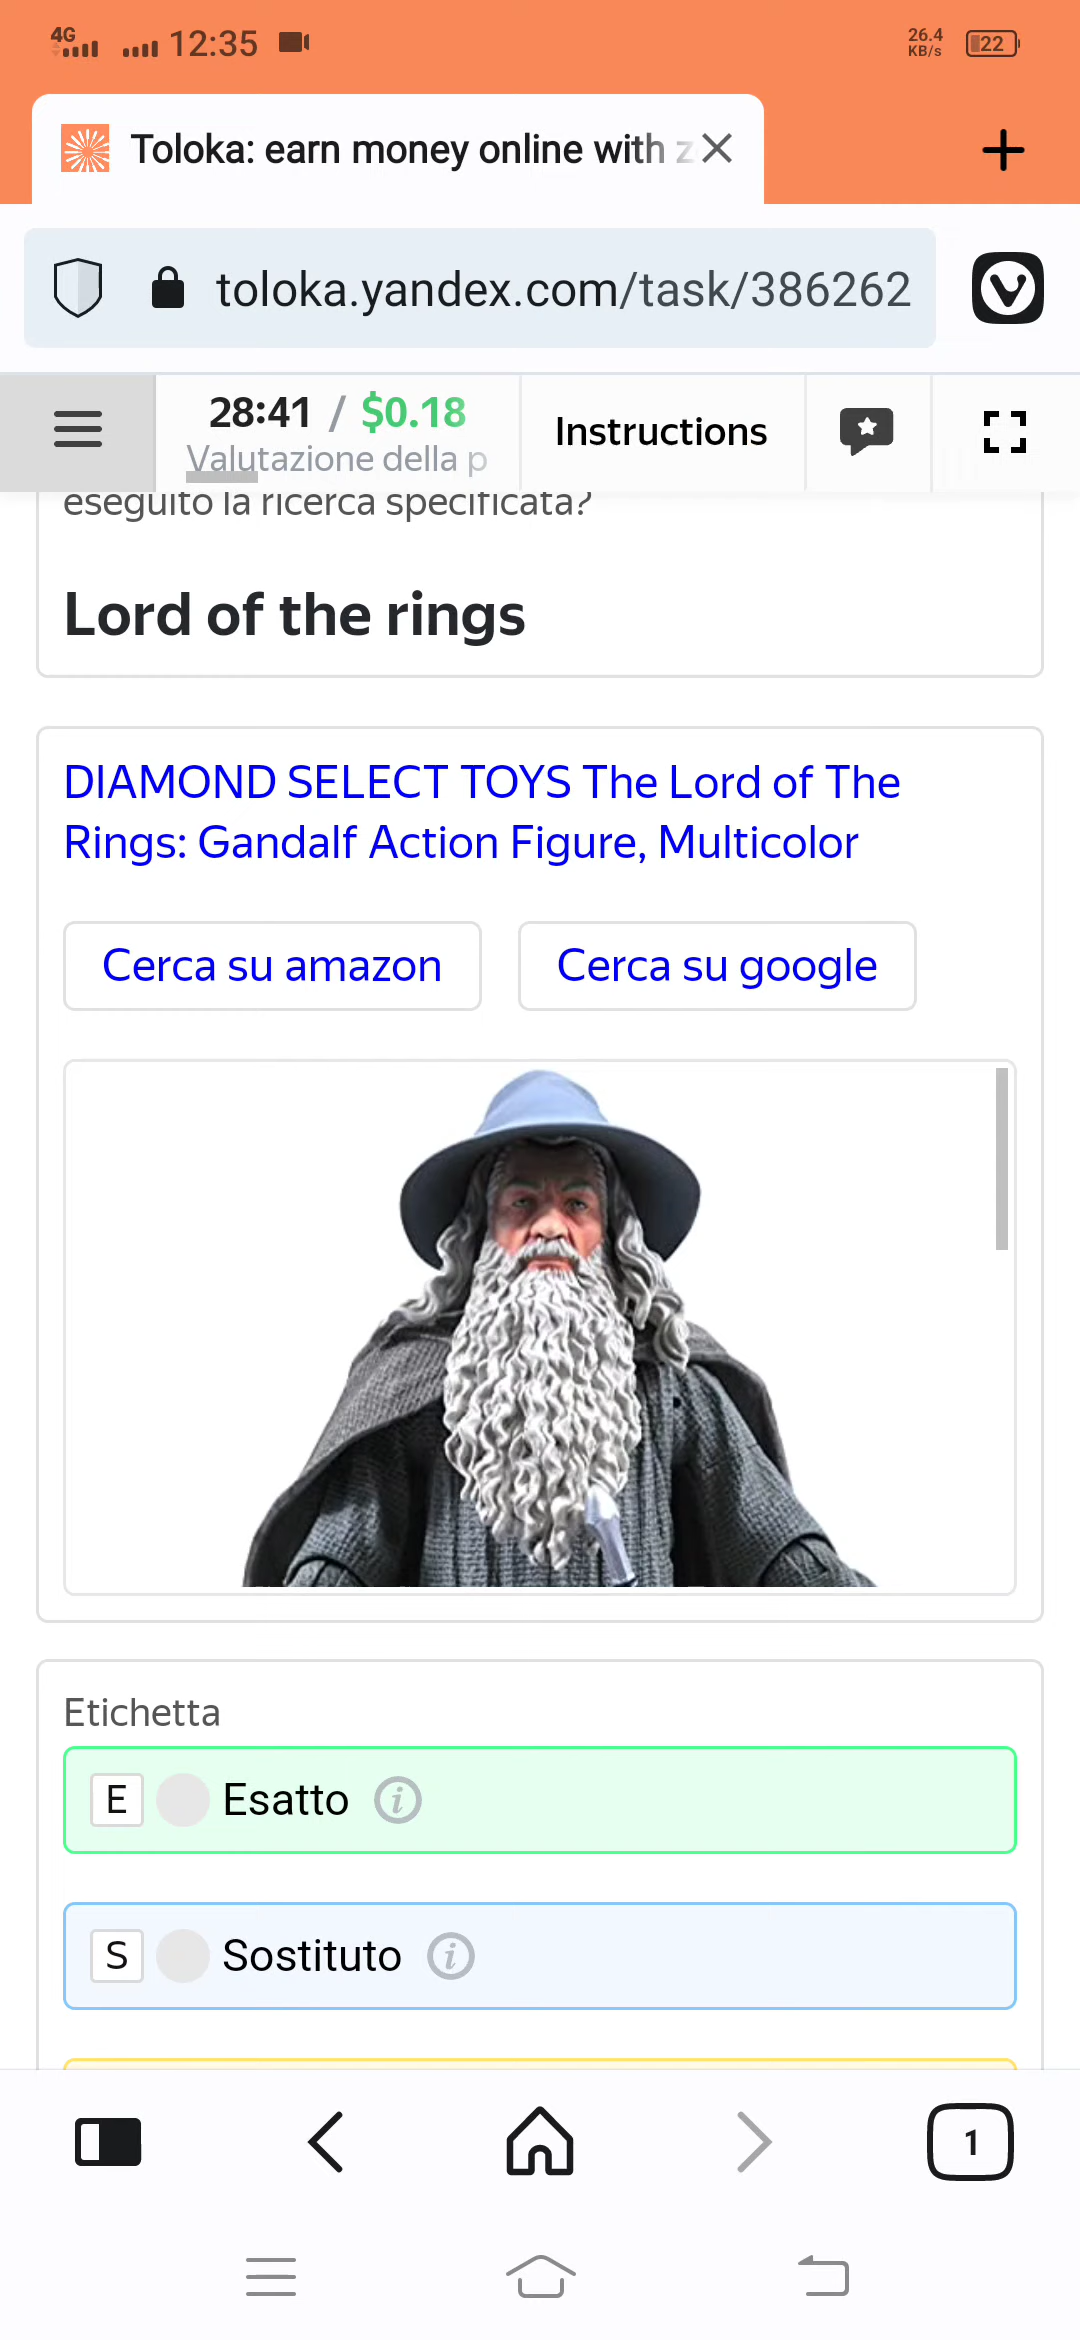 4G 12:35 26.4 KB/s 22
Toloka: earn money online with
toloka.yandex.com/task/386262
28:41 / $0.18
Valutazione della p
Instructions
eseguito la ricerca specificata?
Lord of the rings
DIAMOND SELECT TOYS The Lord of The
Rings: Gandalf Action Figure, Multicolor
Cerca su amazon
Cerca su google
Etichetta
E Esatto i
S Sostituto i
1